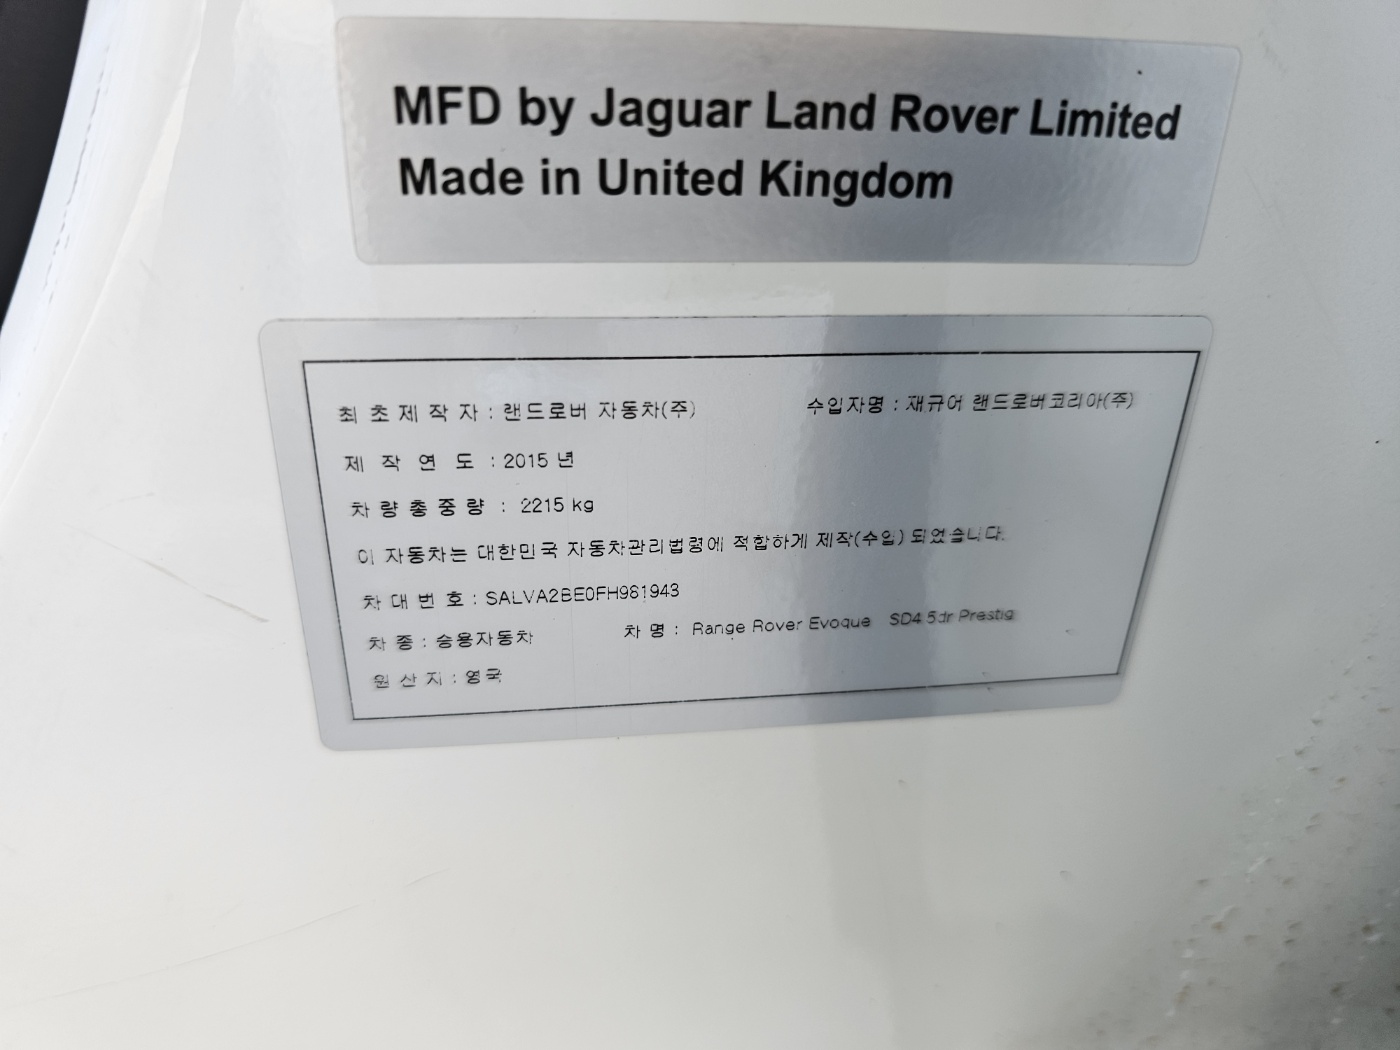 MFD by Jaguar Land Rover Limited
Made in United Kingdom
최 초 제 작 자 : 랜드로버 자동차(주) 수입자명 : 재규어 랜드로버코리아(주)
제 작 연 도 : 2015 년
차 량 총 중 량 : 2215 kg
이 자동차는 대한민국 자동차관리법령에 적합하게 제작(수입) 되었습니다.
차 대 번 호 : SALVA2BE0FH981943
차 종 : 승용자동차 차 명 : Range Rover Evoque SD4 5dr Prestig
원 산 지 : 영국